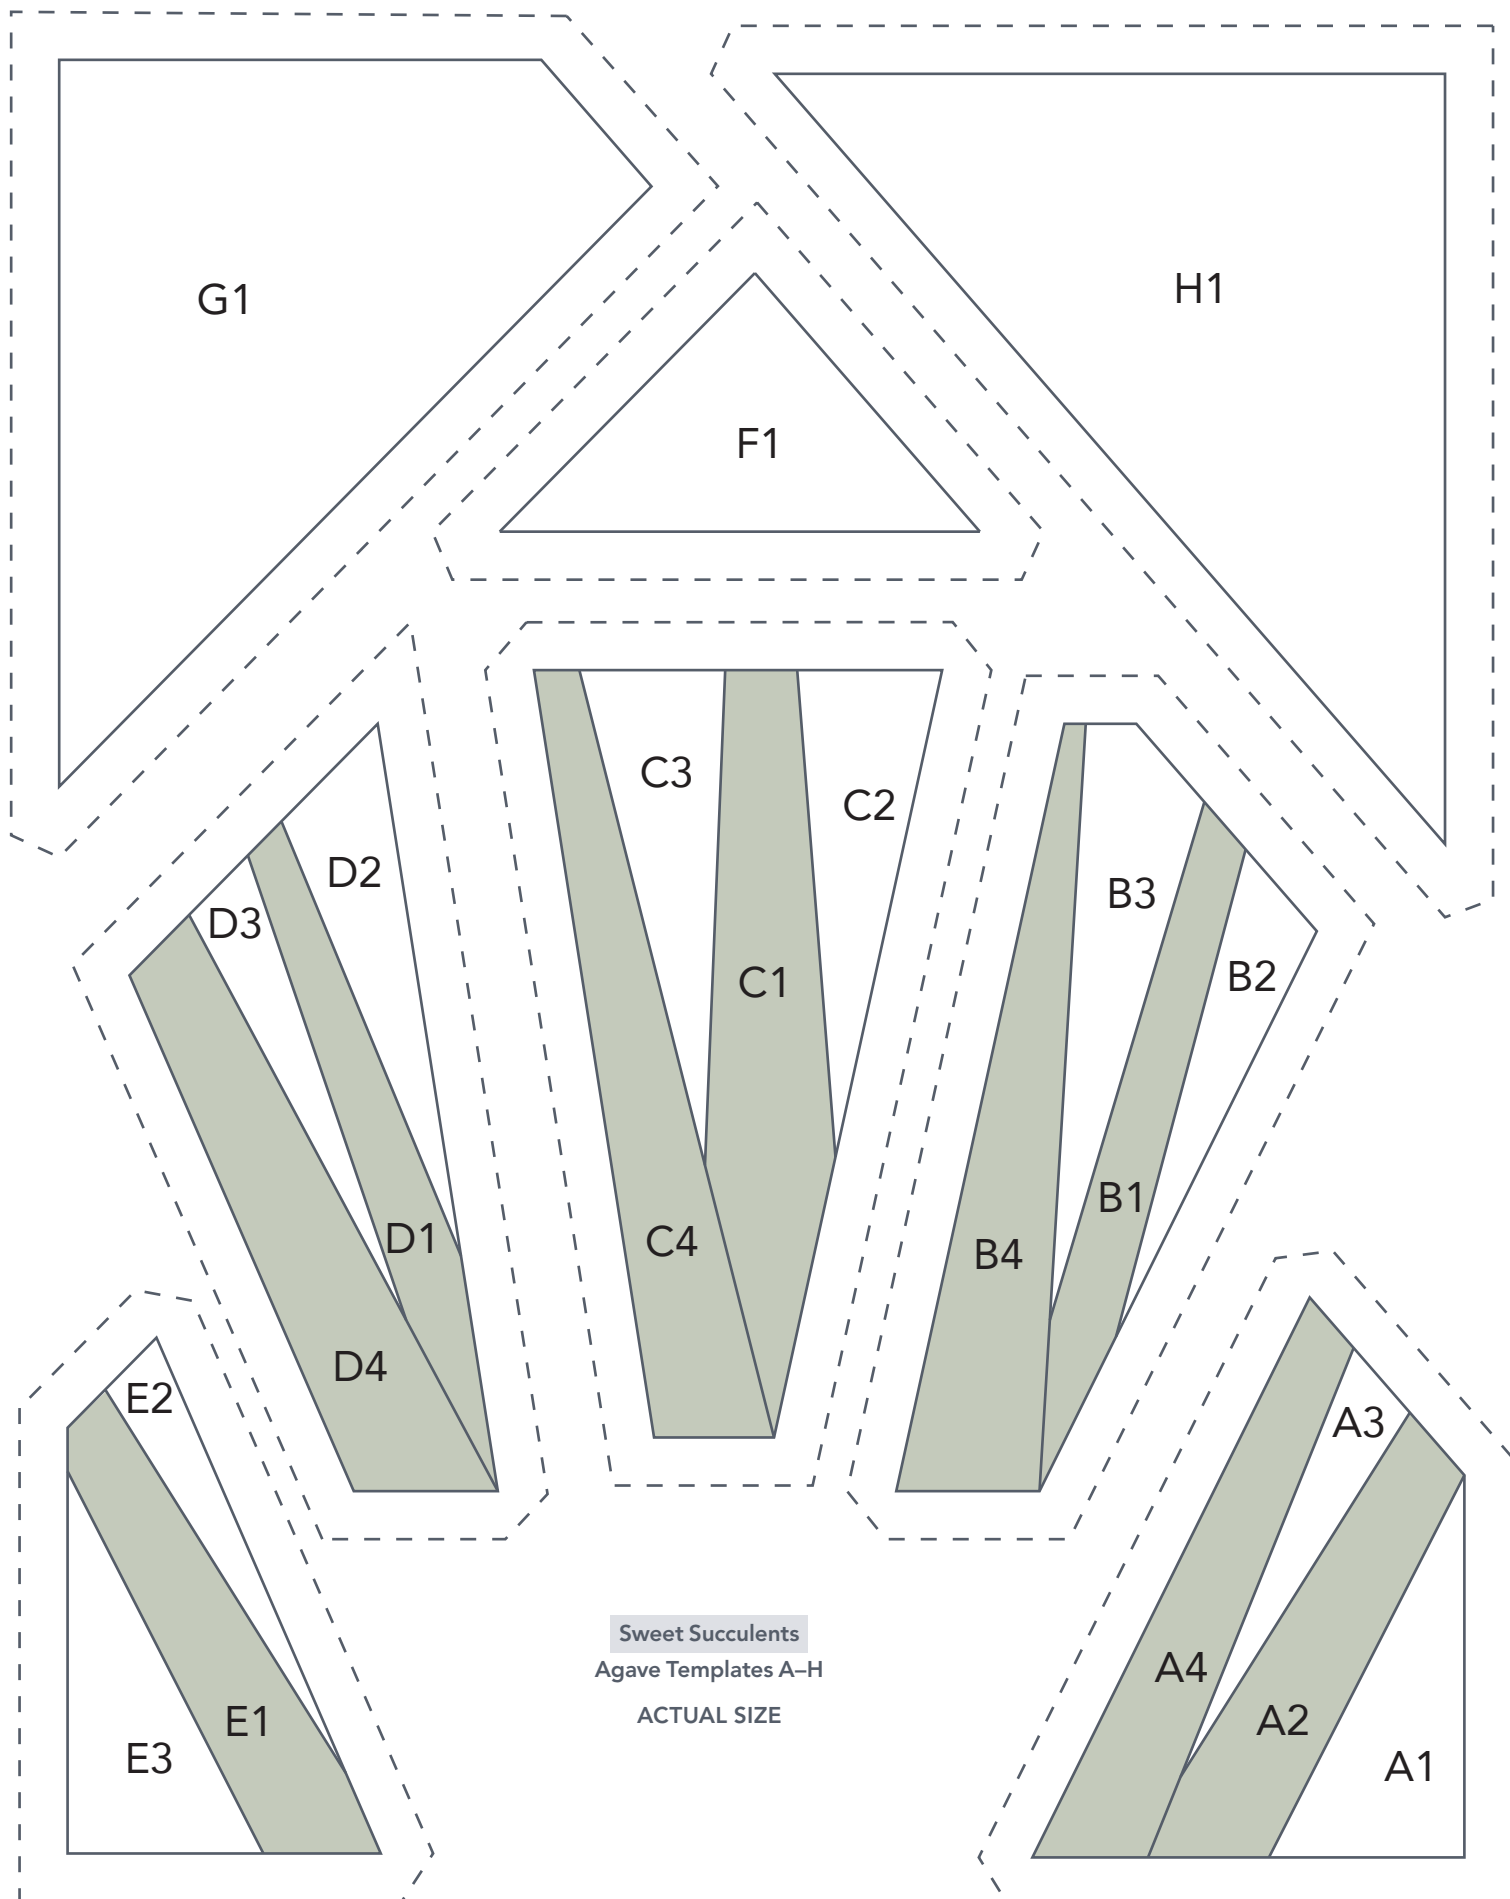 G1
H1
F1
C3
C2
D2
D3
B3
B2
C1
B1
D1
C4
B4
D4
E2
A3
Sweet Succulents
Agave Templates A–H
ACTUAL SIZE
A4
E1
A2
E3
A1